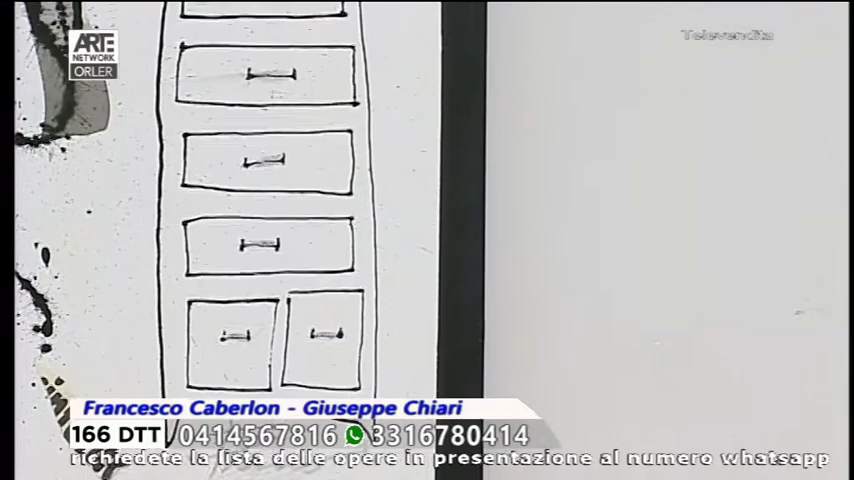 ARTE
NETWORK
ORLER
Televendita
Francesco Caberlon - Giuseppe Chiari
166 DTT 0414567816 3316780414
richiedete la lista delle opere in presentazione al numero whatsapp